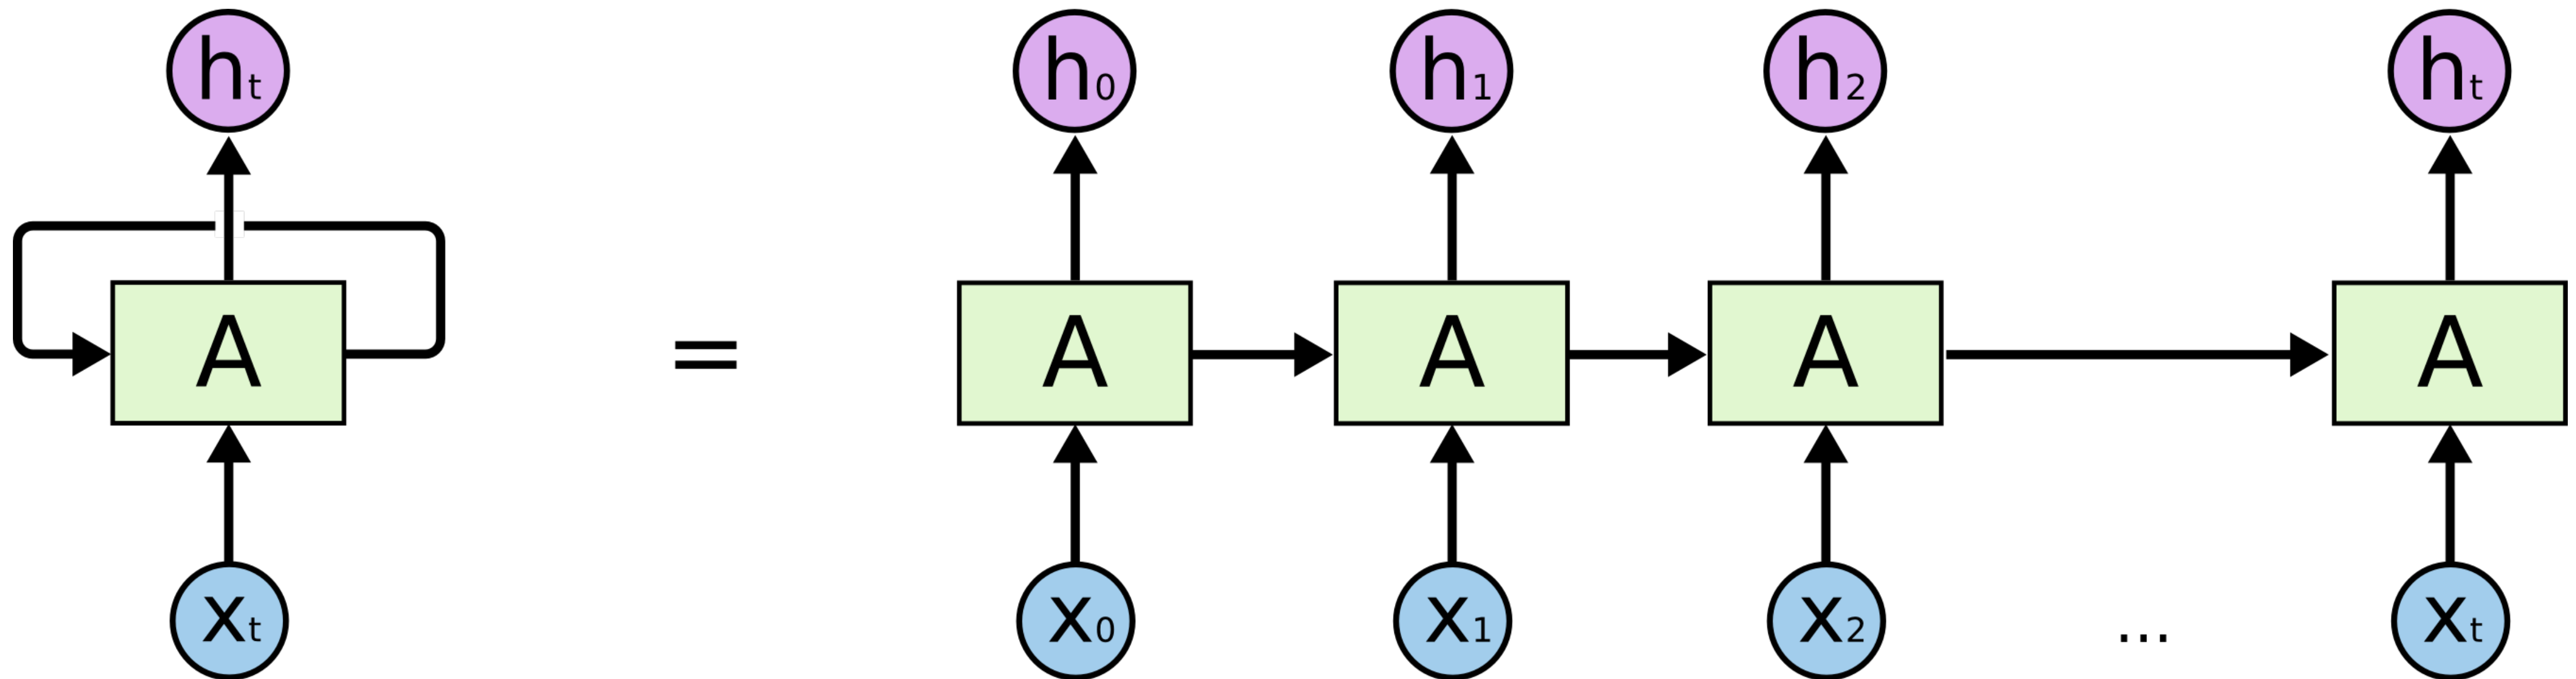 ht h0 h1 h2 ht
A = A A A A
xt x0 x1 x2 ... xt